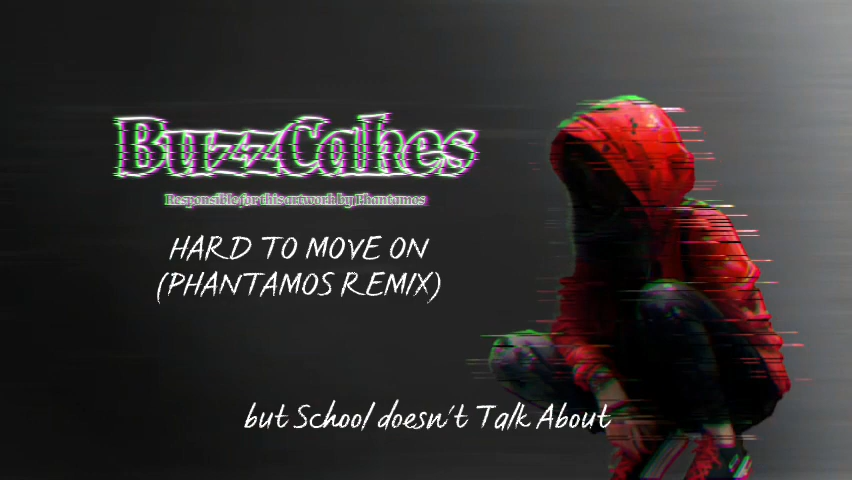 BuzzCakes
Responsible for this artwork by Phantamos
HARD TO MOVE ON
(PHANTAMOS REMIX)
but School doesn't Talk About